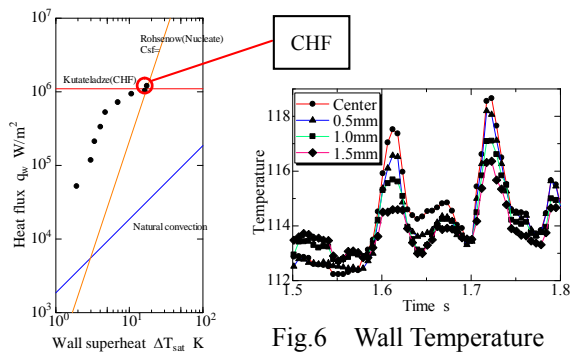 Rohsenow(Nucleate)
Csf=
CHF
Kutateladze(CHF)
Natural convection
Heat flux q_w W/m²
10⁷
10⁶
10⁵
10⁴
10³
10⁰
10¹
10²
Wall superheat ΔT_sat K
Center
0.5mm
1.0mm
1.5mm
Temperature
118
116
114
112
1.5
1.6
1.7
1.8
Time s
Fig.6 Wall Temperature